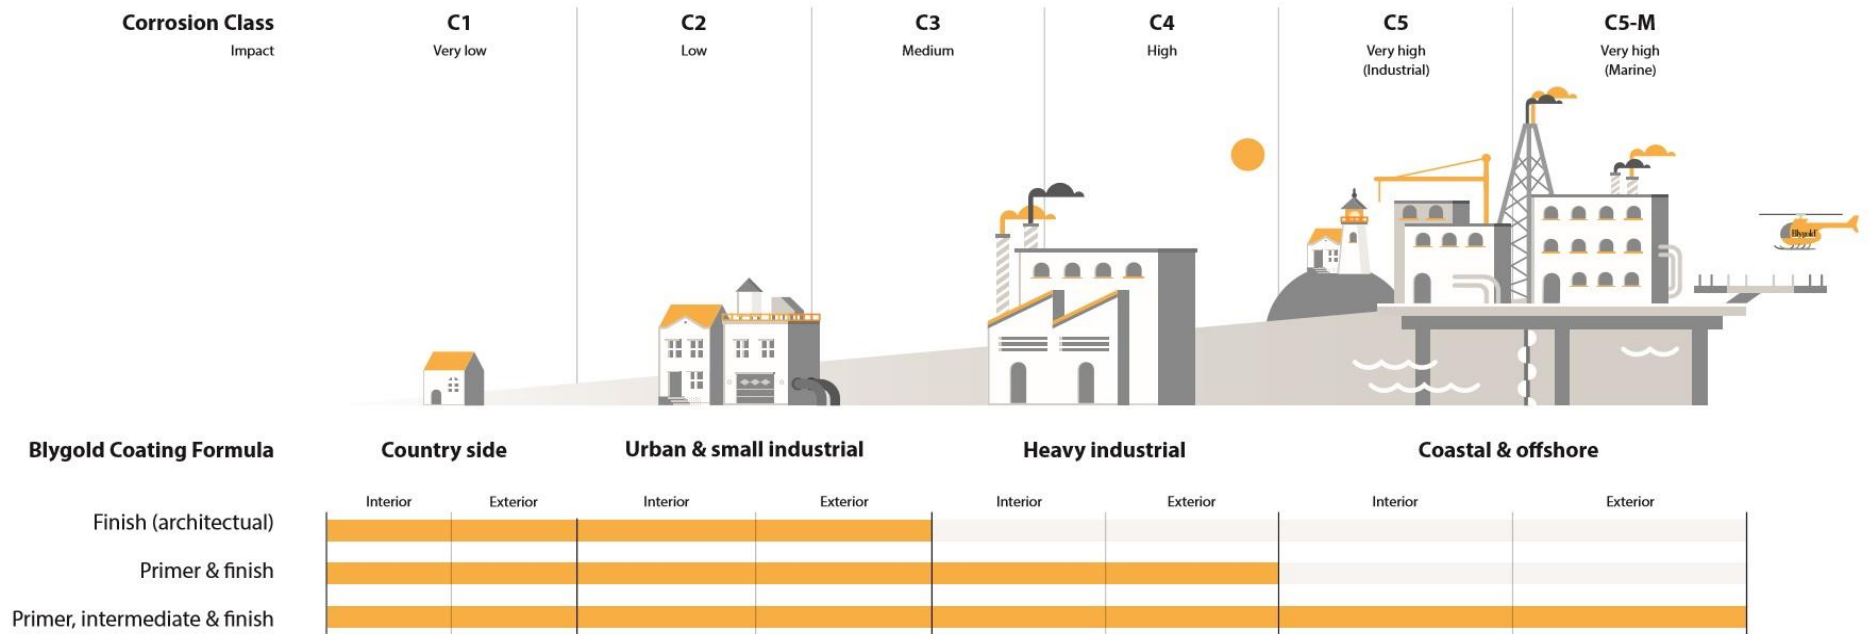 Corrosion Class C1 C2 C3 C4 C5 C5-M
Impact Very low Low Medium High Very high Very high
(Industrial) (Marine)
Blygold
Blygold Coating Formula Country side Urban & small industrial Heavy industrial Coastal & offshore
Interior Exterior Interior Exterior Interior Exterior Interior Exterior
Finish (architectual)
Primer & finish
Primer, intermediate & finish